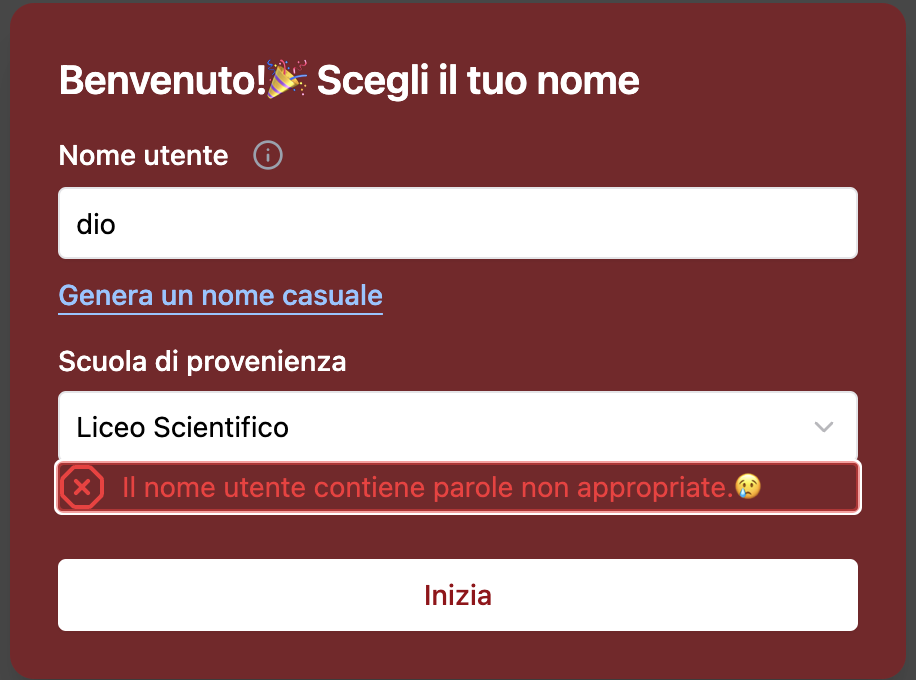 Benvenuto!🎉 Scegli il tuo nome
Nome utente
dio
Genera un nome casuale
Scuola di provenienza
Liceo Scientifico
Il nome utente contiene parole non appropriate.😢
Inizia